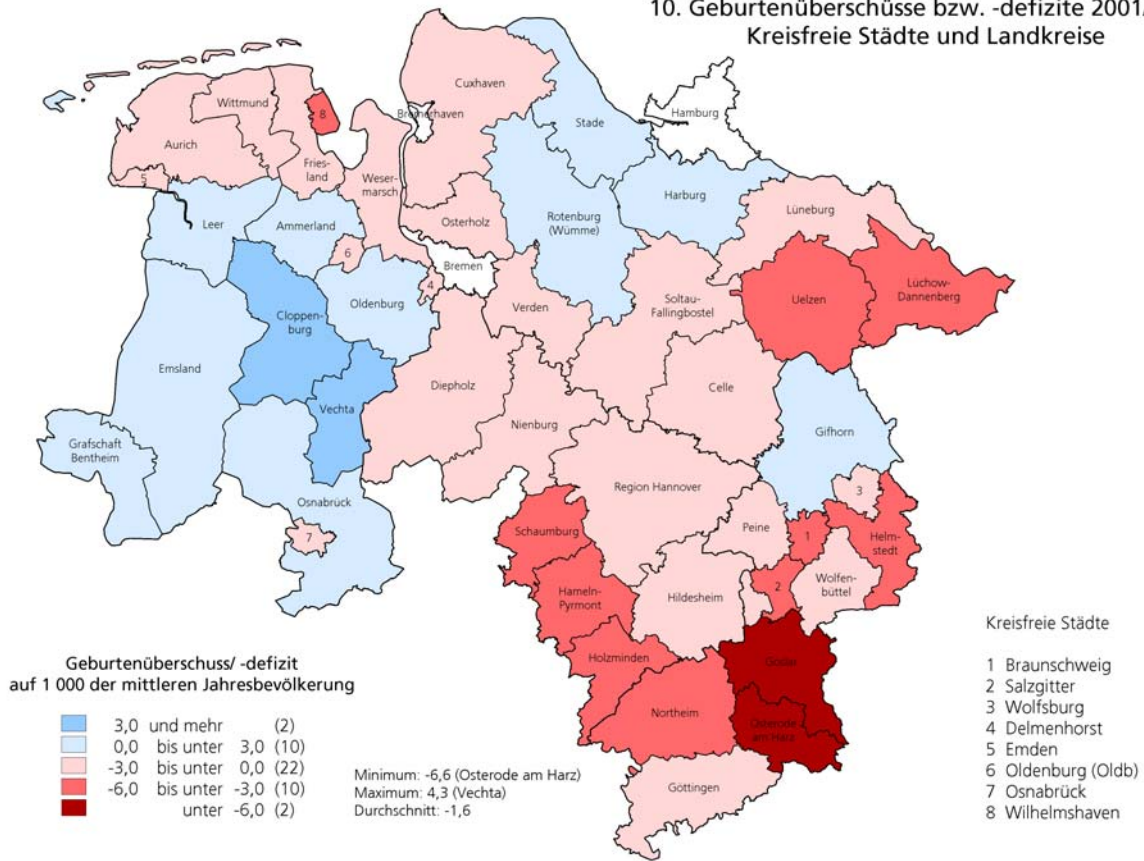 10. Geburtenüberschüsse bzw. -defizite 2001
Kreisfreie Städte und Landkreise
Cuxhaven
Wittmund
8
Bremerhaven
Hamburg
Stade
Aurich
Fries-
land
Weser-
marsch
5
Harburg
Lüneburg
Leer
Ammerland
Osterholz
Rotenburg
(Wümme)
6
Bremen
4
Oldenburg
Verden
Soltau-
Fallingbostel
Uelzen
Lüchow-
Dannenberg
Cloppen-
burg
Emsland
Diepholz
Celle
Vechta
Nienburg
Gifhorn
Grafschaft
Bentheim
Region Hannover
3
Osnabrück
7
Schaumburg
Peine
1
Helm-
stedt
Hameln-
Pyrmont
Hildesheim
2
Wolfen-
büttel
Holzminden
Goslar
Northeim
Osterode
am Harz
Göttingen
Geburtenüberschuss/ -defizit
auf 1 000 der mittleren Jahresbevölkerung
3,0 und mehr (2)
0,0 bis unter 3,0 (10)
-3,0 bis unter 0,0 (22)
-6,0 bis unter -3,0 (10)
unter -6,0 (2)
Minimum: -6,6 (Osterode am Harz)
Maximum: 4,3 (Vechta)
Durchschnitt: -1,6
Kreisfreie Städte
1 Braunschweig
2 Salzgitter
3 Wolfsburg
4 Delmenhorst
5 Emden
6 Oldenburg (Oldb)
7 Osnabrück
8 Wilhelmshaven